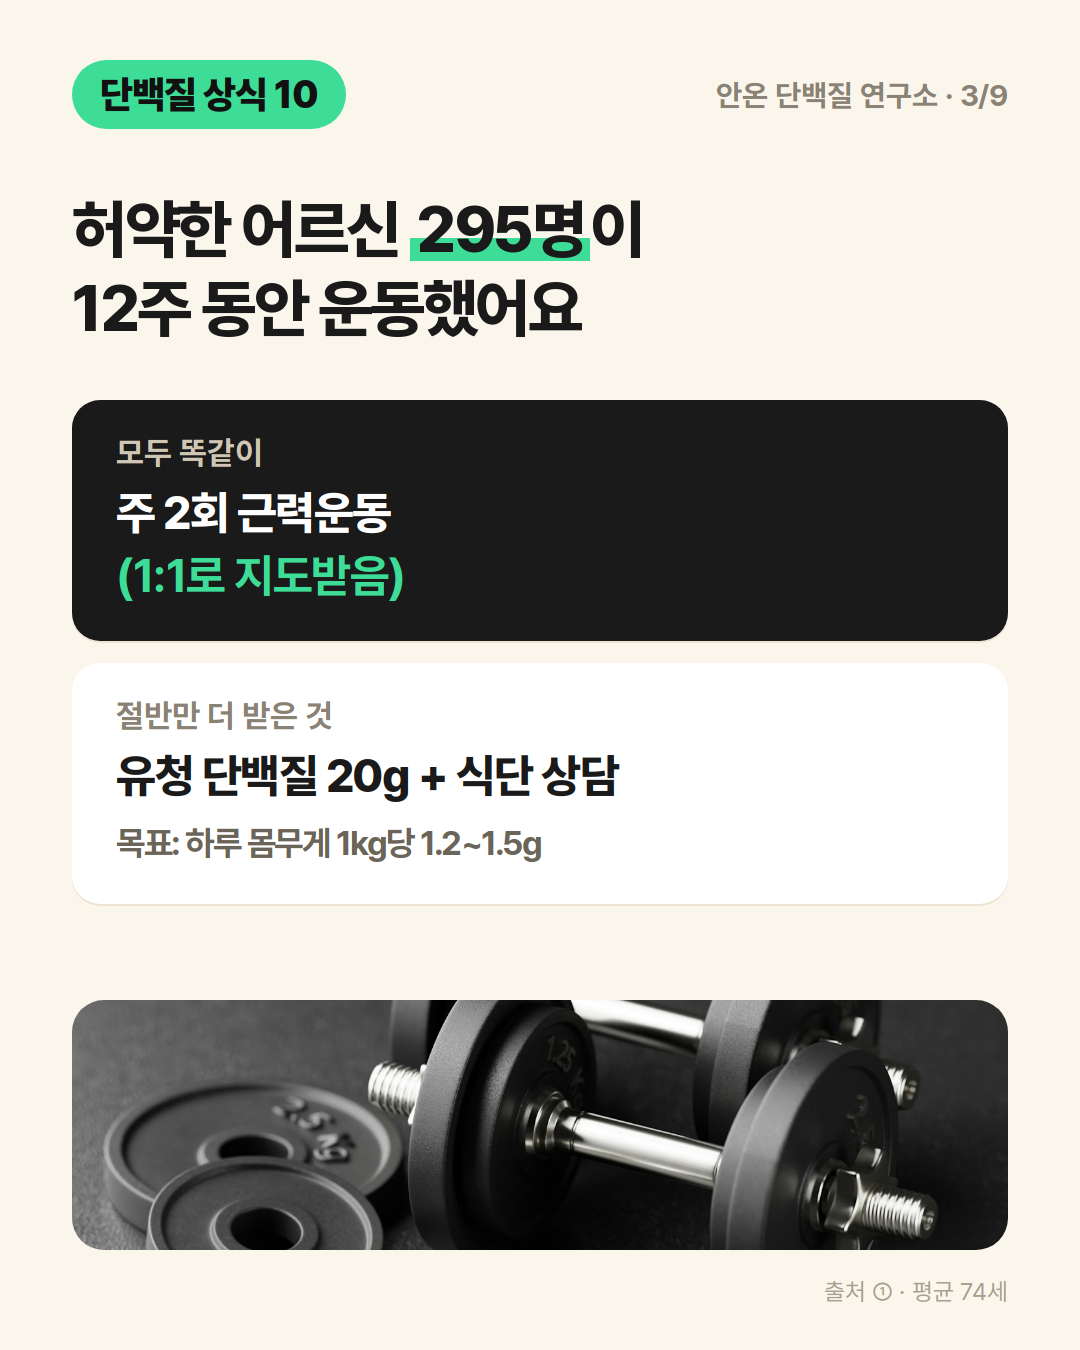 단백질 상식 10
안온 단백질 연구소 · 3/9
허약한 어르신 295명이
12주 동안 운동했어요
모두 똑같이
주 2회 근력운동
(1:1로 지도받음)
절반만 더 받은 것
유청 단백질 20g + 식단 상담
목표: 하루 몸무게 1kg당 1.2~1.5g
1.25
2.5 KG
출처 ① · 평균 74세